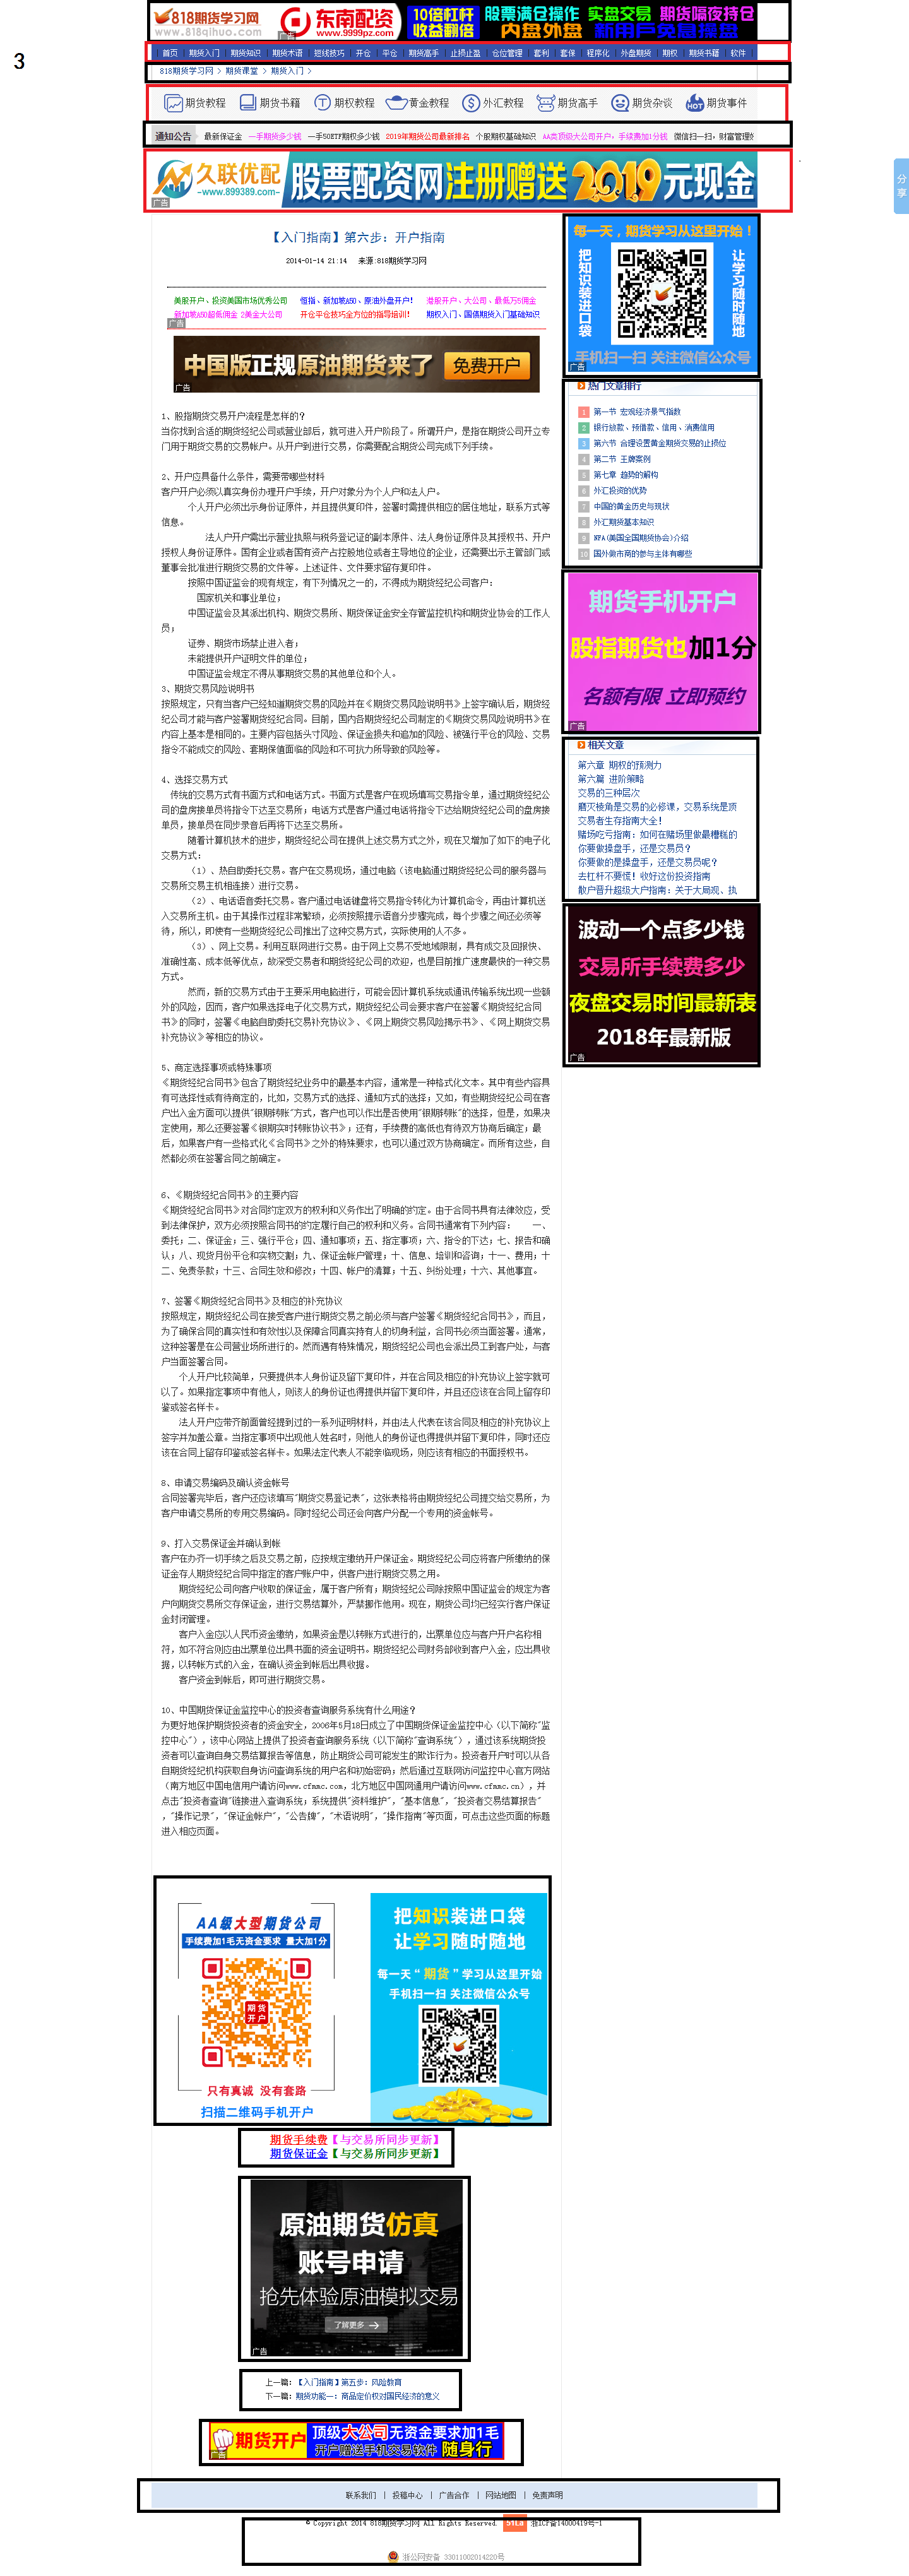 3
818期货学习网
www.818qihuo.com
东南配资
www.9999pz.com
10倍杠杆
收益翻倍
股票满仓操作 实盘交易 期货隔夜持仓
内盘外盘 新用户免息操盘
广告
首页 期货入门 期货知识 期货术语 短线技巧 开仓 平仓 期货高手 止损止盈 仓位管理 套利 套保 程序化 外盘期货 期权 期货书籍 软件
818期货学习网 > 期货课堂 > 期货入门 >
期货教程 期货书籍 期权教程 黄金教程 外汇教程 期货高手 期货杂谈 期货事件
通知公告 最新保证金 一手期货多少钱 一手50ETF期权多少钱 2019年期货公司最新排名 个股期权基础知识 AA类顶级大公司开户，手续费加1分钱 微信扫一扫，财富管理
久联优配
www.899389.com
股票配资网注册赠送2019元现金
广告
分享
【入门指南】第六步：开户指南
2014-01-14 21:14 来源:818期货学习网
美股开户、投资美国市场优秀公司 恒指、新加坡A50、原油外盘开户! 港股开户、大公司、最低万5佣金
新加坡A50超低佣金 2美金大公司 开仓平仓技巧全方位的指导培训! 期权入门、国债期货入门基础知识
广告
中国版正规原油期货来了 免费开户
广告
1、股指期货交易开户流程是怎样的？
当你找到合适的期货经纪公司或营业部后，就可进入开户阶段了。所谓开户，是指在期货公司开立专
门用于期货交易的交易帐户。从开户到进行交易，你需要配合期货公司完成下列手续。
2、开户应具备什么条件，需要带哪些材料
客户开户必须以真实身份办理开户手续，开户对象分为个人户和法人户。
个人开户必须出示身份证原件，并且提供复印件，签署时需提供相应的居住地址，联系方式等
信息。
法人户开户需出示营业执照与税务登记证的副本原件、法人身份证原件及其授权书、开户
授权人身份证原件。国有企业或者国有资产占控股地位或者主导地位的企业，还需要出示主管部门或
董事会批准进行期货交易的文件等。上述证件、文件要求留存复印件。
按照中国证监会的现有规定，有下列情况之一的，不得成为期货经纪公司客户：
国家机关和事业单位；
中国证监会及其派出机构、期货交易所、期货保证金安全存管监控机构和期货业协会的工作人
员；
证券、期货市场禁止进入者；
未能提供开户证明文件的单位；
中国证监会规定不得从事期货交易的其他单位和个人。
3、期货交易风险说明书
按照规定，只有当客户已经知道期货交易的风险并在《期货交易风险说明书》上签字确认后，期货经
纪公司才能与客户签署期货经纪合同。目前，国内各期货经纪公司制定的《期货交易风险说明书》在
内容上基本是相同的。主要内容包括头寸风险、保证金损失和追加的风险、被强行平仓的风险、交易
指令不能成交的风险、套期保值面临的风险和不可抗力所导致的风险等。
4、选择交易方式
传统的交易方式有书面方式和电话方式。书面方式是客户在现场填写交易指令单，通过期货经纪公
司的盘房接单员将指令下达至交易所；电话方式是客户通过电话将指令下达给期货经纪公司的盘房接
单员，接单员在同步录音后再将下达至交易所。
随着计算机技术的进步，期货经纪公司在提供上述交易方式之外，现在又增加了如下的电子化
交易方式：
（1）、热自助委托交易。客户在交易现场，通过电脑（该电脑通过期货经纪公司的服务器与
交易所交易主机相连接）进行交易。
（2）、电话语音委托交易。客户通过电话键盘将交易指令转化为计算机命令，再由计算机送
入交易所主机。由于其操作过程非常繁琐，必须按照提示语音分步骤完成，每个步骤之间还必须等
待，所以，即使有一些期货经纪公司推出了这种交易方式，实际使用的人不多。
（3）、网上交易。利用互联网进行交易。由于网上交易不受地域限制，具有成交及回报快、
准确性高、成本低等优点，故深受交易者和期货经纪公司的欢迎，也是目前推广速度最快的一种交易
方式。
然而，新的交易方式由于主要采用电脑进行，可能会因计算机系统或通讯传输系统出现一些额
外的风险，因而，客户如果选择电子化交易方式，期货经纪公司会要求客户在签署《期货经纪合同
书》的同时，签署《电脑自助委托交易补充协议》、《网上期货交易风险揭示书》、《网上期货交易
补充协议》等相应的协议。
5、商定选择事项或特殊事项
《期货经纪合同书》包含了期货经纪业务中的最基本内容，通常是一种格式化文本。其中有些内容具
有可选择性或有待商定的，比如，交易方式的选择、通知方式的选择；又如，有些期货经纪公司在客
户出入金方面可以提供"银期转账"方式，客户也可以作出是否使用"银期转账"的选择，但是，如果决
定使用，那么还要签署《银期实时转账协议书》；还有，手续费的高低也有待双方协商后确定；最
后，如果客户有一些格式化《合同书》之外的特殊要求，也可以通过双方协商确定。而所有这些，自
然都必须在签署合同之前确定。
6、《期货经纪合同书》的主要内容
《期货经纪合同书》对合同约定双方的权利和义务作出了明确的约定。由于合同书具有法律效应，受
到法律保护，双方必须按照合同书的约定履行自己的权利和义务。合同书通常有下列内容： 一、
委托；二、保证金；三、强行平仓；四、通知事项；五、指定事项；六、指令的下达；七、报告和确
认；八、现货月份平仓和实物交割；九、保证金帐户管理；十、信息、培训和咨询；十一、费用；十
二、免责条款；十三、合同生效和修改；十四、帐户的清算；十五、纠纷处理；十六、其他事宜。
7、签署《期货经纪合同书》及相应的补充协议
按照规定，期货经纪公司在接受客户进行期货交易之前必须与客户签署《期货经纪合同书》，而且，
为了确保合同的真实性和有效性以及保障合同真实持有人的切身利益，合同书必须当面签署。通常，
这种签署是在公司营业场所进行的。然而遇有特殊情况，期货经纪公司也会派出员工到客户处，与客
户当面签署合同。
个人开户比较简单，只要提供本人身份证及留下复印件，并在合同及相应的补充协议上签字就可
以了。如果指定事项中有他人，则该人的身份证也得提供并留下复印件，并且还应该在合同上留存印
鉴或签名样卡。
法人开户应带齐前面曾经提到过的一系列证明材料，并由法人代表在该合同及相应的补充协议上
签字并加盖公章。当指定事项中出现他人姓名时，则他人的身份证也得提供并留下复印件，同时还应
该在合同上留存印鉴或签名样卡。如果法定代表人不能亲临现场，则应该有相应的书面授权书。
8、申请交易编码及确认资金帐号
合同签署完毕后，客户还应该填写"期货交易登记表"，这张表格将由期货经纪公司提交给交易所，为
客户申请交易所的专用交易编码。同时经纪公司还会向客户分配一个专用的资金帐号。
9、打入交易保证金并确认到帐
客户在办齐一切手续之后及交易之前，应按规定缴纳开户保证金。期货经纪公司应将客户所缴纳的保
证金存入期货经纪合同中指定的客户账户中，供客户进行期货交易之用。
期货经纪公司向客户收取的保证金，属于客户所有；期货经纪公司除按照中国证监会的规定为客
户向期货交易所交存保证金，进行交易结算外，严禁挪作他用。现在，期货公司均已经实行客户保证
金封闭管理。
客户入金应以人民币资金缴纳，如果资金是以转账方式进行的，出票单位应与客户开户名称相
符，如不符合则应由出票单位出具书面的资金证明书。期货经纪公司财务部收到客户入金，应出具收
据，以转帐方式的入金，在确认资金到帐后出具收据。
客户资金到帐后，即可进行期货交易。
10、中国期货保证金监控中心的投资者查询服务系统有什么用途？
为更好地保护期货投资者的资金安全，2006年5月18日成立了中国期货保证金监控中心（以下简称"监
控中心"），该中心网站上提供了投资者查询服务系统（以下简称"查询系统"），通过该系统期货投
资者可以查询自身交易结算报告等信息，防止期货公司可能发生的欺诈行为。投资者开户时可以从各
自期货经纪机构获取自身访问查询系统的用户名和初始密码；然后通过互联网访问监控中心官方网站
（南方地区中国电信用户请访问www.cfmmc.com，北方地区中国网通用户请访问www.cfmmc.cn），并
点击"投资者查询"链接进入查询系统；系统提供"资料维护"，"基本信息"，"投资者交易结算报告"
，"操作记录"，"保证金帐户"，"公告牌"，"术语说明"，"操作指南"等页面，可点击这些页面的标题
进入相应页面。
每一天，期货学习从这里开始！
把知识装进口袋
让学习随时随地
手机扫一扫 关注微信公众号
广告
热门文章排行
1 第一节 宏观经济景气指数
2 银行放款、预借款、信用、消费信用
3 第六节 合理设置黄金期货交易的止损位
4 第二节 王牌案例
5 第七章 趋势的解构
6 外汇投资的优势
7 中国的黄金历史与现状
8 外汇期货基本知识
9 NFA(美国全国期货协会)介绍
10 国外做市商的参与主体有哪些
期货手机开户
股指期货也加1分
名额有限 立即预约
广告
相关文章
第六章 期权的预测力
第六篇 进阶策略
交易的三种层次
磨灭棱角是交易的必修课，交易系统是顶
交易者生存指南大全！
赌场吃亏指南：如何在赌场里做最糟糕的
你要做操盘手，还是交易员？
你要做的是操盘手，还是交易员呢？
去杠杆不要慌！收好这份投资指南
散户晋升超级大户指南：关于大局观、执
波动一个点多少钱
交易所手续费多少
夜盘交易时间最新表
2018年最新版
广告
AA级大型期货公司
手续费加1毛无资金要求 量大加1分
期货开户
只有真诚 没有套路
扫描二维码手机开户
把知识装进口袋
让学习随时随地
每一天“期货”学习从这里开始
手机扫一扫 关注微信公众号
期货手续费【与交易所同步更新】
期货保证金【与交易所同步更新】
原油期货仿真
账号申请
抢先体验原油模拟交易
了解更多 →
广告
上一篇：【入门指南】第五步：风险教育
下一篇：期货功能一：商品定价权对国民经济的意义
期货开户 顶级大公司无资金要求加1毛
开户赠送手机交易软件 随身行
广告
联系我们 | 投稿中心 | 广告合作 | 网站地图 | 免责声明
© Copyright 2014 818期货学习网 All Rights Reserved. 51La 浙ICP备14000419号-1
浙公网安备 33011002014220号